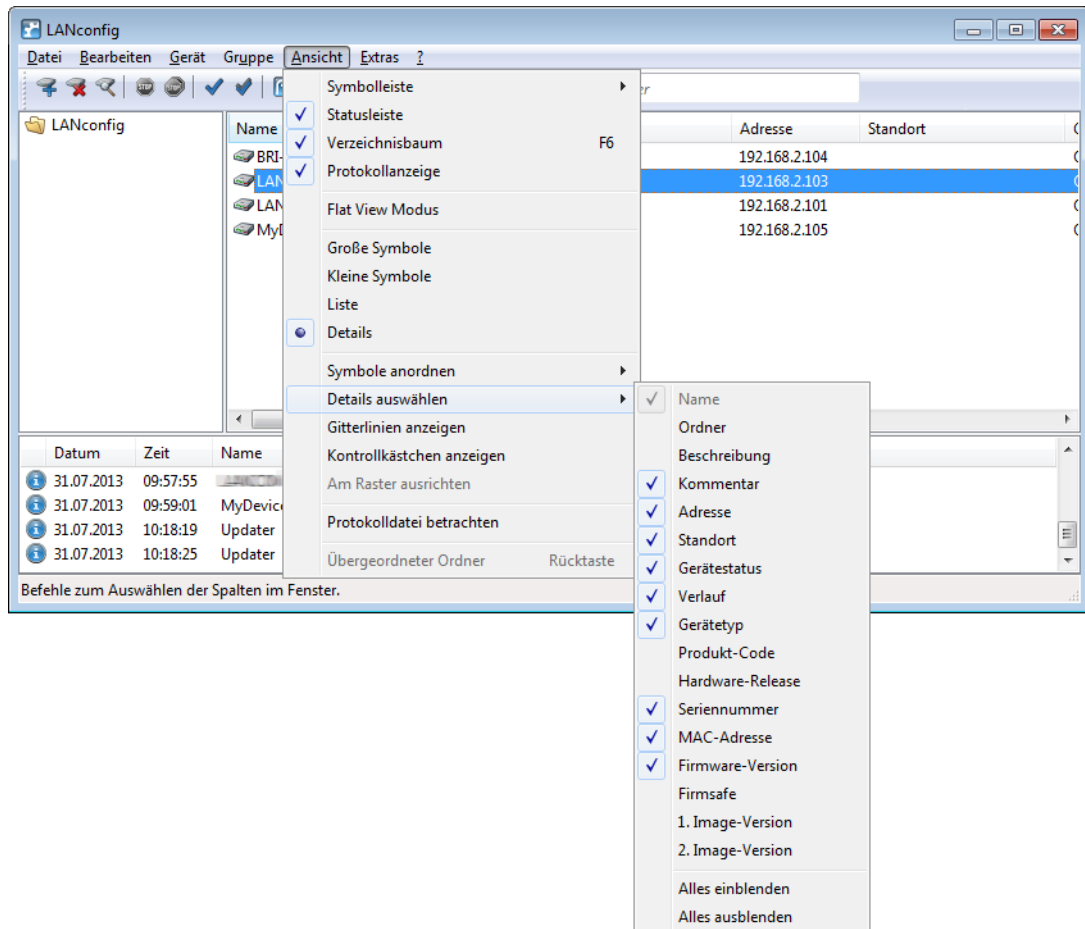 LANconfig
Datei Bearbeiten Gerät Gruppe Ansicht Extras ?
Symbolleiste
Statusleiste
Verzeichnisbaum F6
Protokollanzeige
Flat View Modus
Große Symbole
Kleine Symbole
Liste
Details
Symbole anordnen
Details auswählen
Gitterlinien anzeigen
Kontrollkästchen anzeigen
Am Raster ausrichten
Protokolldatei betrachten
Übergeordneter Ordner Rücktaste
LANconfig
Name Adresse Standort
BRI- 192.168.2.104
LAN 192.168.2.103
LAN 192.168.2.101
MyD 192.168.2.105
Name
Ordner
Beschreibung
Kommentar
Adresse
Standort
Gerätestatus
Verlauf
Gerätetyp
Produkt-Code
Hardware-Release
Seriennummer
MAC-Adresse
Firmware-Version
Firmsafe
1. Image-Version
2. Image-Version
Alles einblenden
Alles ausblenden
Datum Zeit Name
31.07.2013 09:57:55
31.07.2013 09:59:01 MyDevice
31.07.2013 10:18:19 Updater
31.07.2013 10:18:25 Updater
Befehle zum Auswählen der Spalten im Fenster.